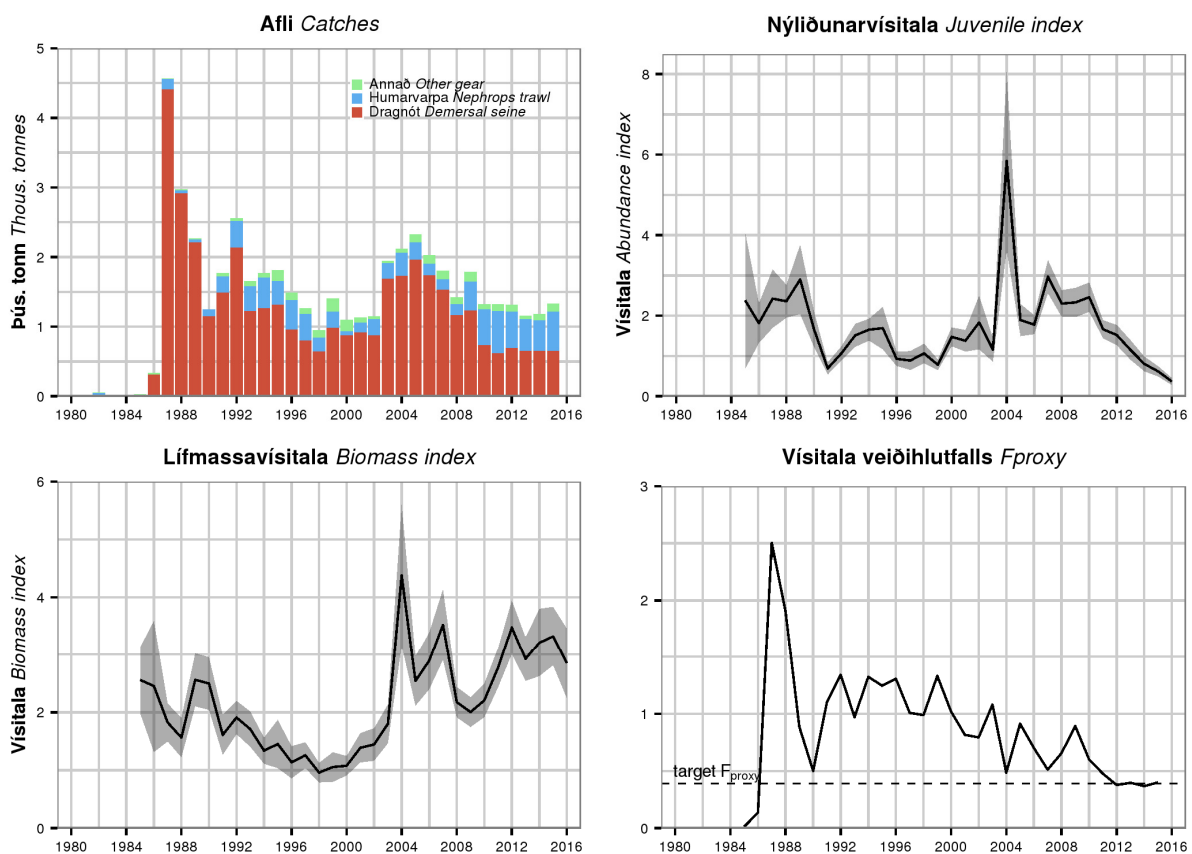 Afli Catches
Þús. tonn Thous. tonnes
5
4
3
2
1
0
Annað Other gear
Humarvarpa Nephrops trawl
Dragnót Demersal seine
1980 1984 1988 1992 1996 2000 2004 2008 2012 2016
Nýliðunarvísitala Juvenile index
Vísitala Abundance index
8
6
4
2
0
1980 1984 1988 1992 1996 2000 2004 2008 2012 2016
Lífmassavísitala Biomass index
Vísitala Biomass index
6
4
2
0
1980 1984 1988 1992 1996 2000 2004 2008 2012 2016
Vísitala veiðihlutfalls Fproxy
3
2
1
0
target Fproxy
1980 1984 1988 1992 1996 2000 2004 2008 2012 2016